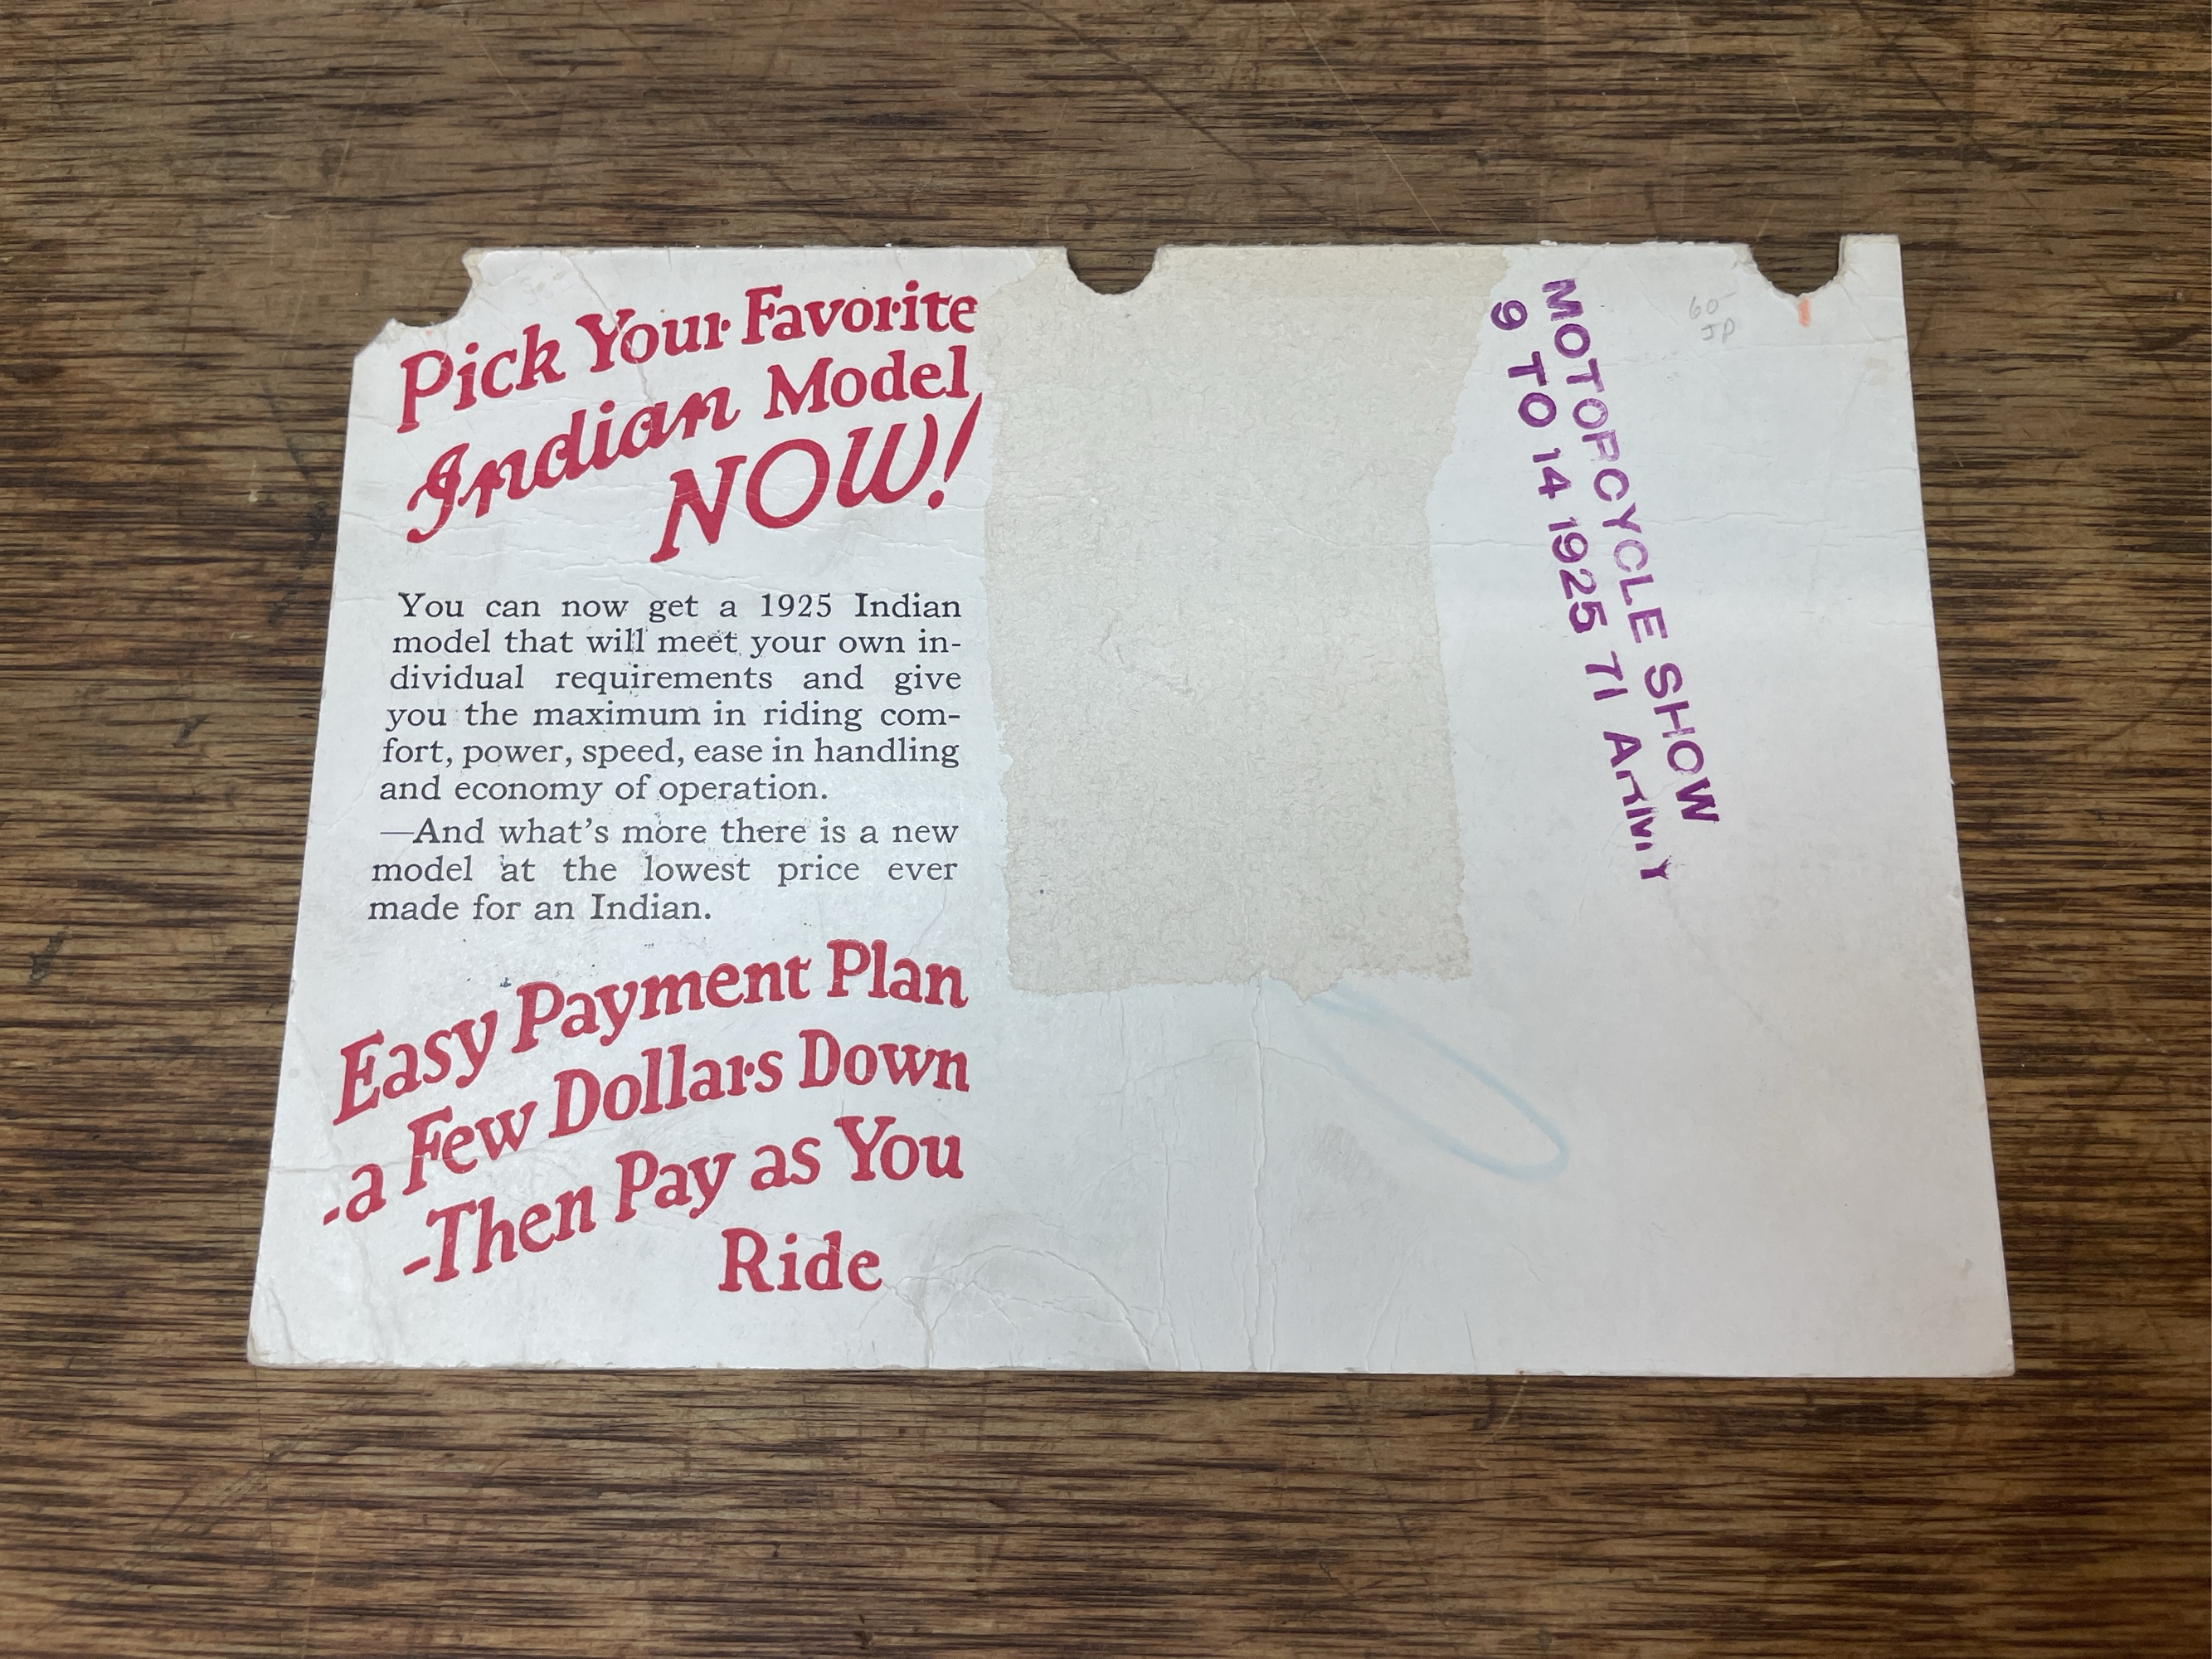 Pick Your Favorite
Indian Model
NOW!
You can now get a 1925 Indian
model that will meet your own in-
dividual requirements and give
you the maximum in riding com-
fort, power, speed, ease in handling
and economy of operation.
—And what's more there is a new
model at the lowest price ever
made for an Indian.
Easy Payment Plan
-a Few Dollars Down
-Then Pay as You
Ride
MOTORCYCLE SHOW
9 TO 14 1925 71 ARMY
60-
JP